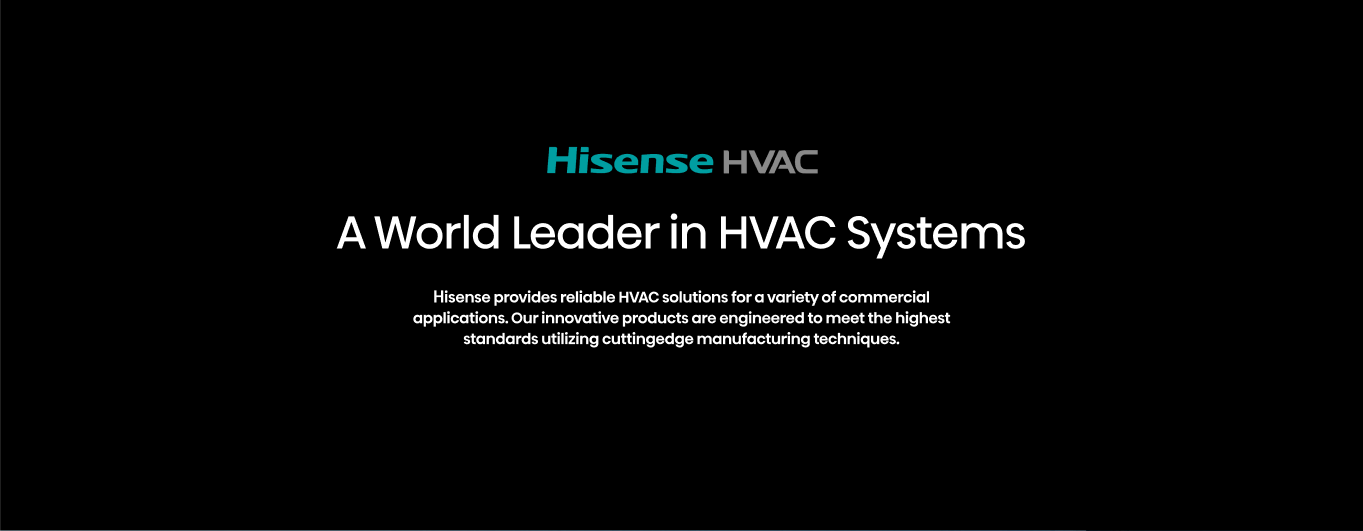 Hisense HVAC
A World Leader in HVAC Systems
Hisense provides reliable HVAC solutions for a variety of commercial
applications. Our innovative products are engineered to meet the highest
standards utilizing cuttingedge manufacturing techniques.